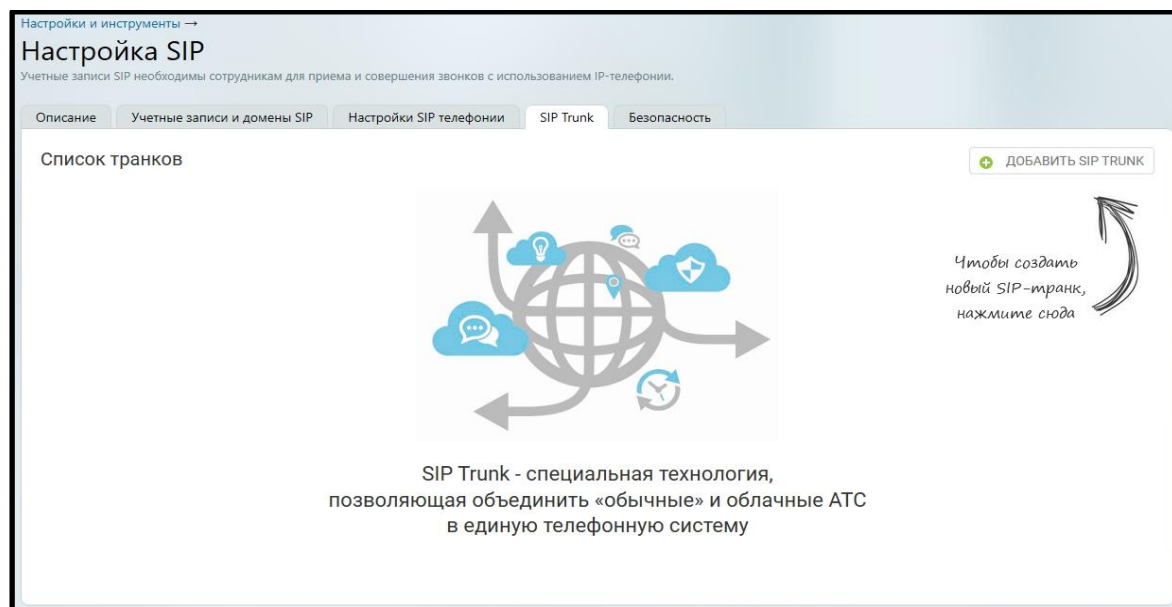 Настройки и инструменты →
Настройка SIP
Учетные записи SIP необходимы сотрудникам для приема и совершения звонков с использованием IP-телефонии.
Описание
Учетные записи и домены SIP
Настройки SIP телефонии
SIP Trunk
Безопасность
Список транков
ДОБАВИТЬ SIP TRUNK
Чтобы создать
новый SIP-транк,
нажмите сюда
SIP Trunk - специальная технология,
позволяющая объединить «обычные» и облачные АТС
в единую телефонную систему